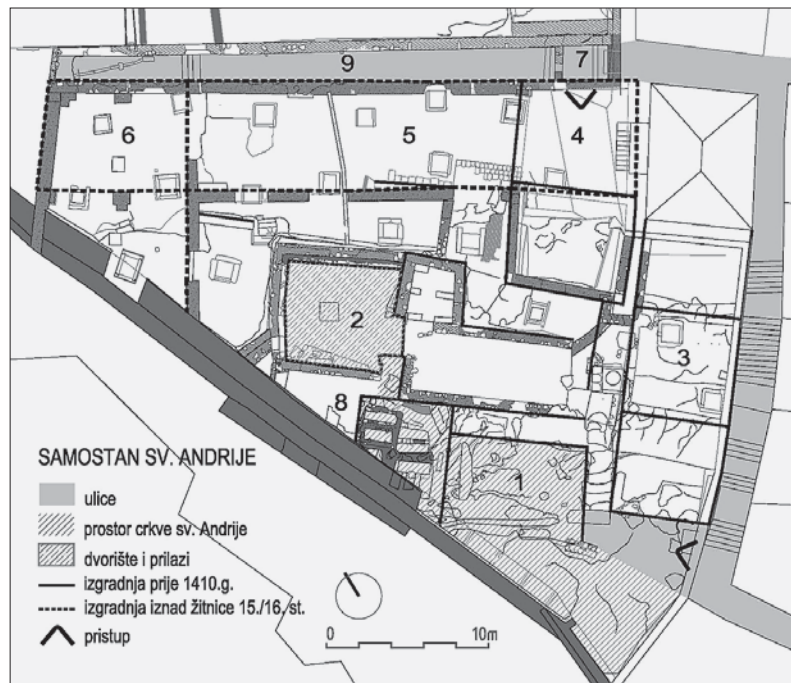 9
7
6
5
4
2
3
8
1
SAMOSTAN SV. ANDRIJE
ulice
prostor crkve sv. Andrije
dvorište i prilazi
izgradnja prije 1410.g.
izgradnja iznad žitnice 15./16. st.
pristup
0 10m